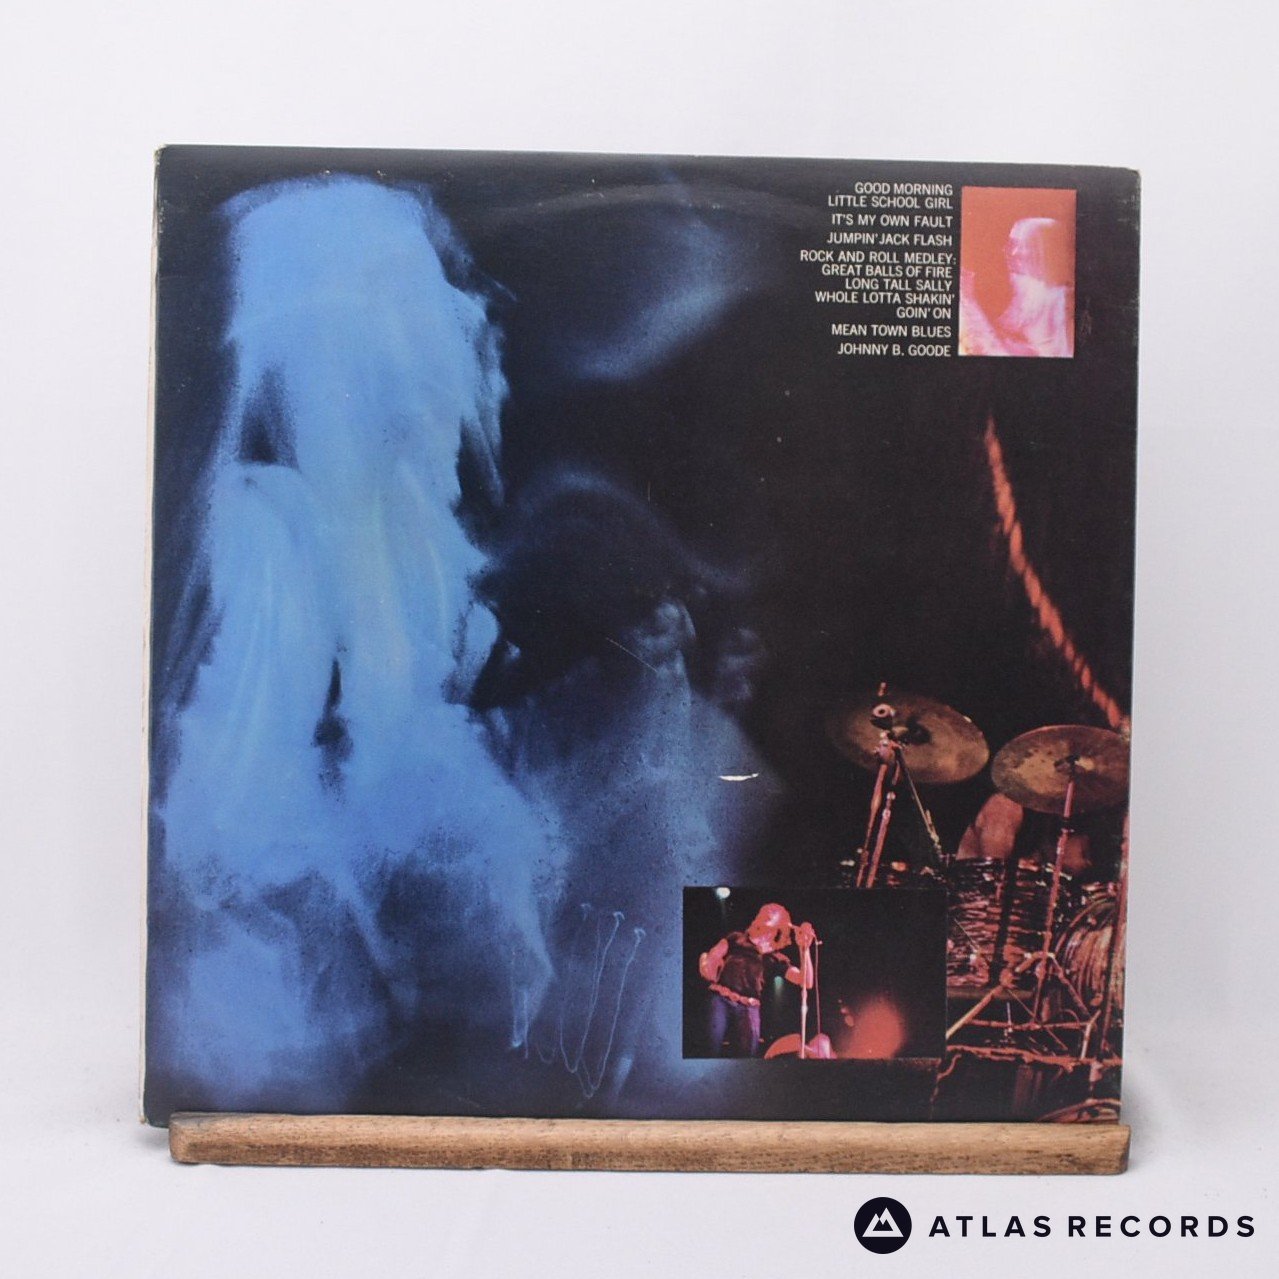 GOOD MORNING
LITTLE SCHOOL GIRL
IT'S MY OWN FAULT
JUMPIN' JACK FLASH
ROCK AND ROLL MEDLEY:
GREAT BALLS OF FIRE
LONG TALL SALLY
WHOLE LOTTA SHAKIN'
GOIN' ON
MEAN TOWN BLUES
JOHNNY B. GOODE
ATLAS RECORDS